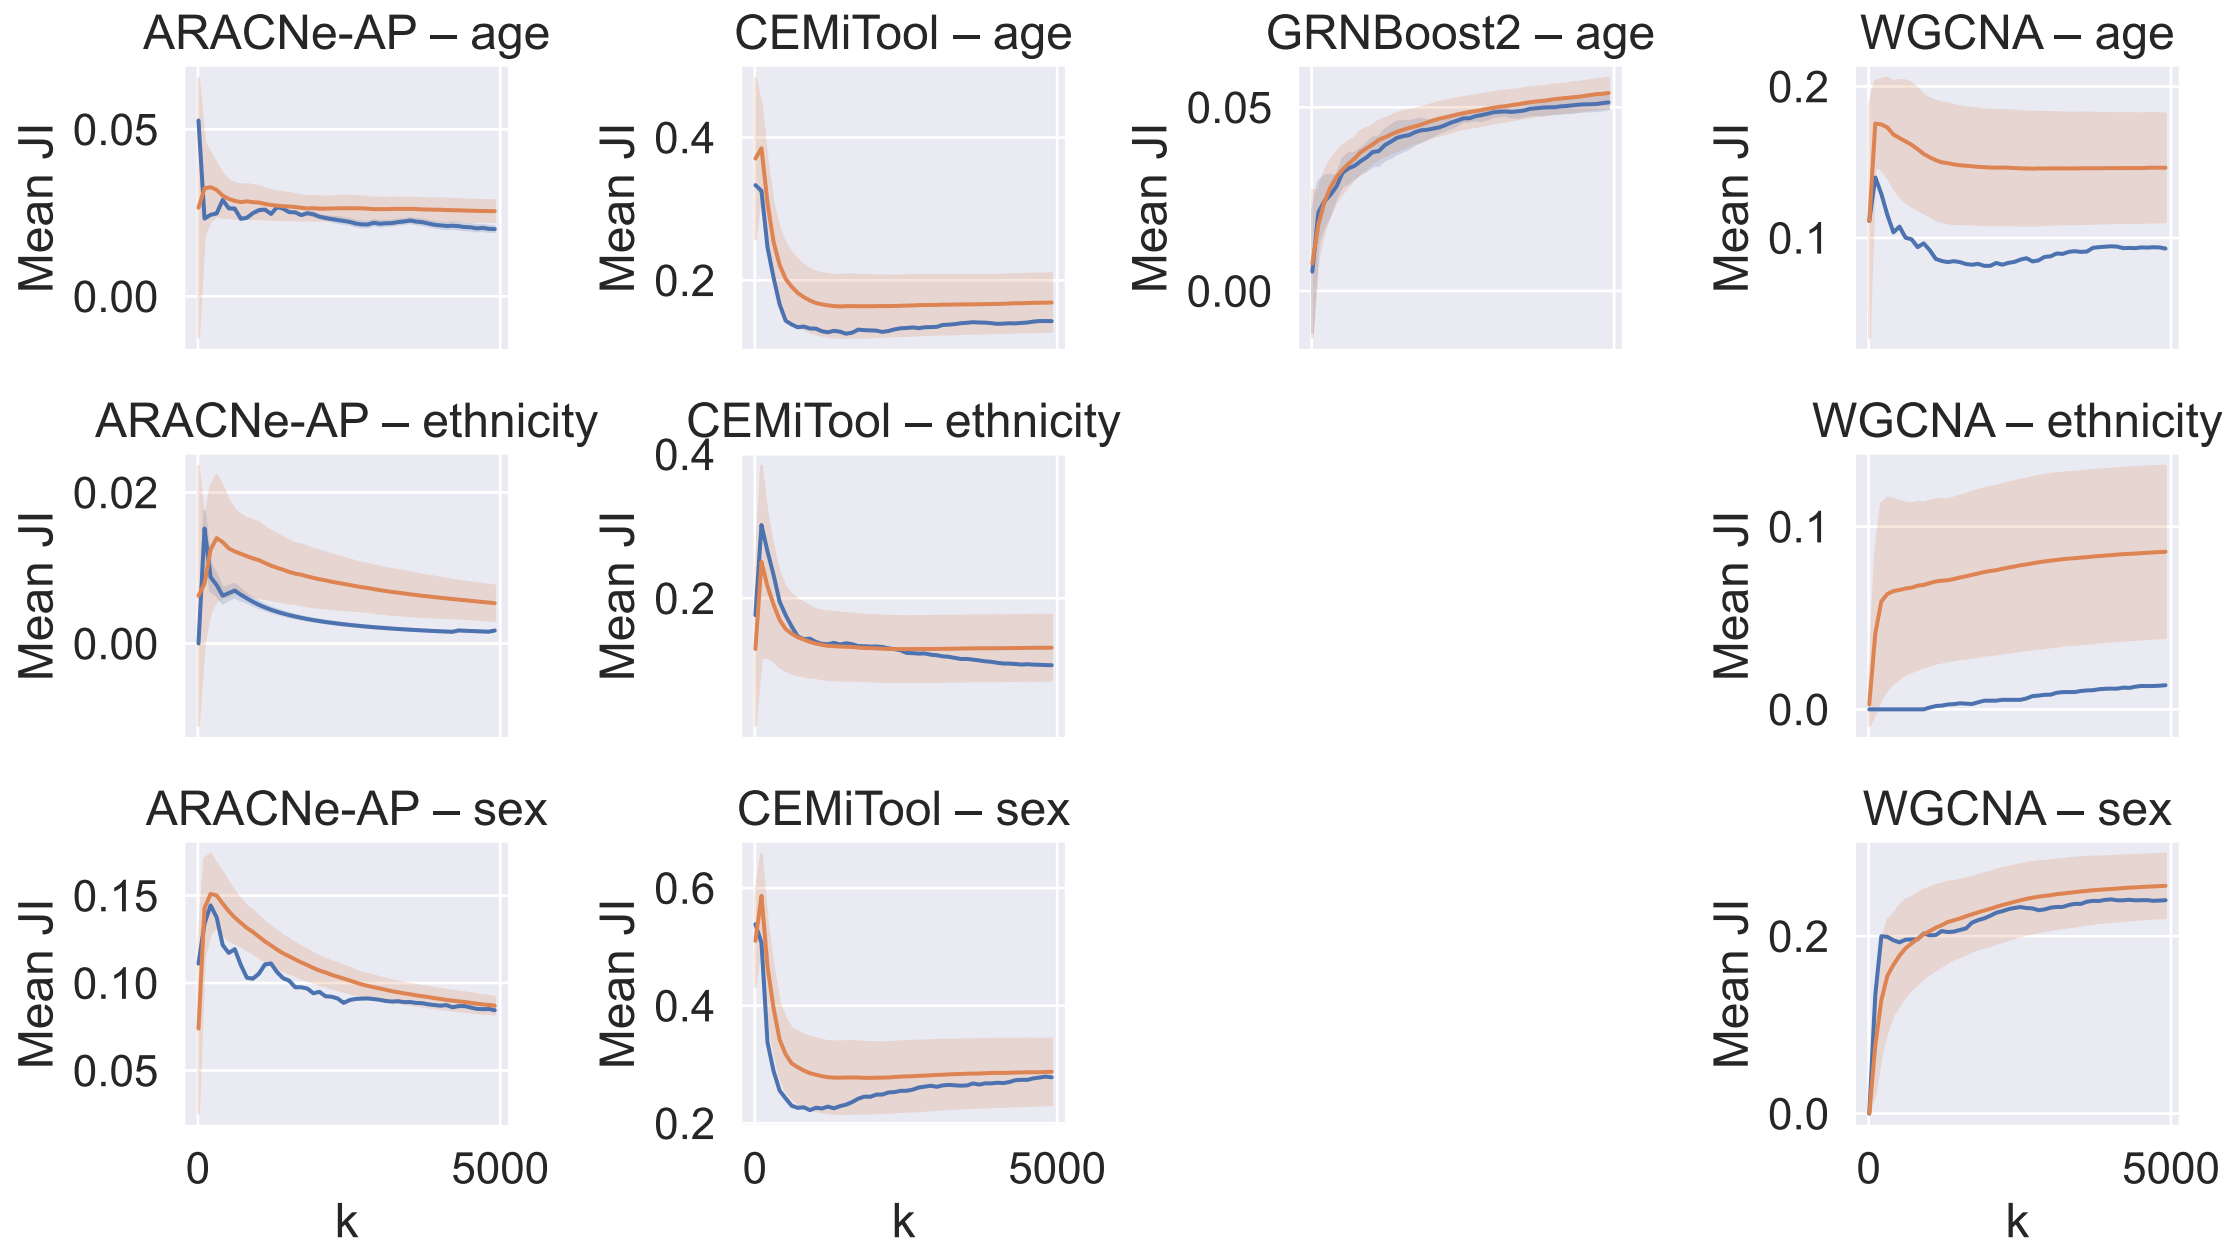 ARACNe-AP – age
CEMiTool – age
GRNBoost2 – age
WGCNA – age
Mean JI
0.05
0.00
Mean JI
0.4
0.2
Mean JI
0.05
0.00
Mean JI
0.2
0.1
ARACNe-AP – ethnicity
CEMiTool – ethnicity
WGCNA – ethnicity
Mean JI
0.02
0.00
Mean JI
0.4
0.2
Mean JI
0.1
0.0
ARACNe-AP – sex
CEMiTool – sex
WGCNA – sex
Mean JI
0.15
0.10
0.05
Mean JI
0.6
0.4
0.2
Mean JI
0.2
0.0
0 5000
0 5000
0 5000
k
k
k